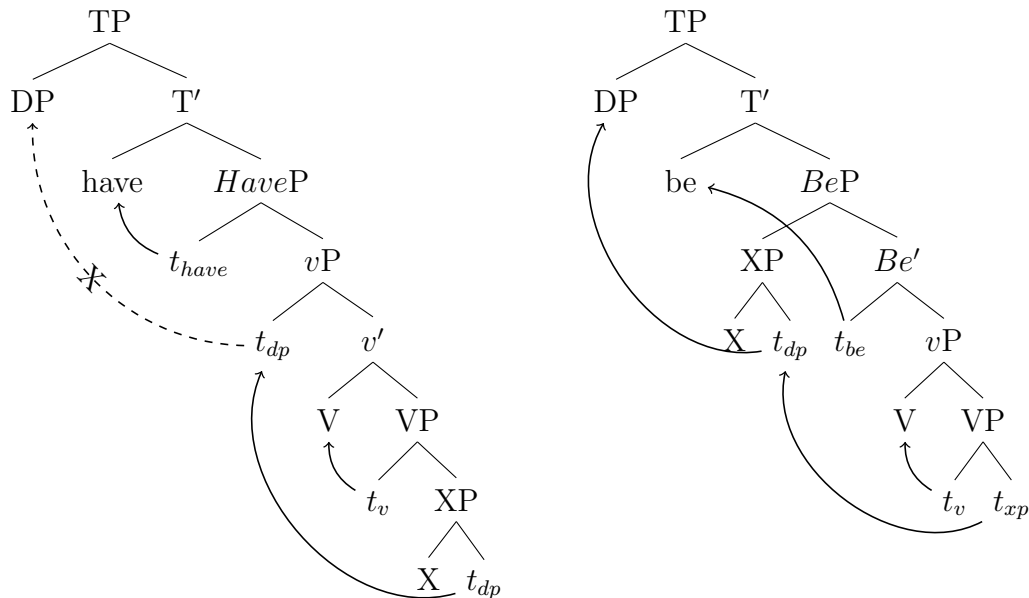 TP TP
DP T′ DP T′
have HaveP be BeP
t_have vP XP Be′
X
t_dp v′ X t_dp t_be vP
V VP V VP
t_v XP t_v t_xp
X t_dp